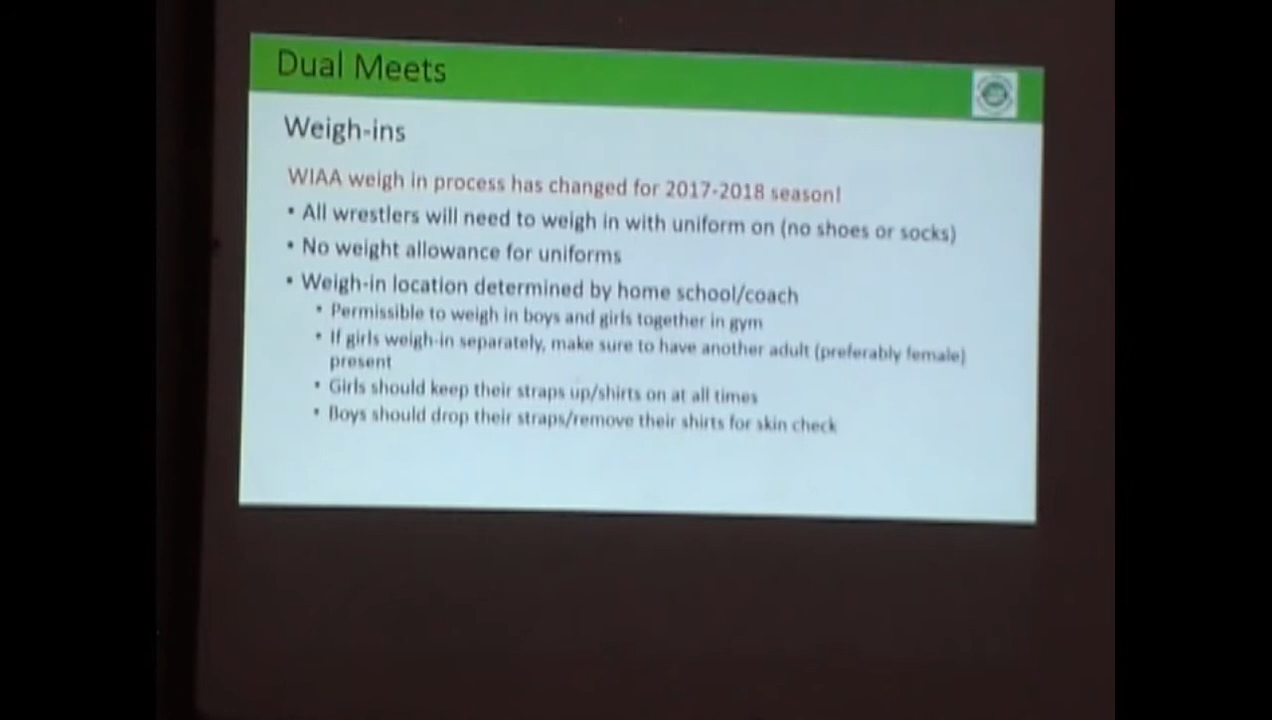 Dual Meets
Weigh-ins
WIAA weigh in process has changed for 2017-2018 season!
• All wrestlers will need to weigh in with uniform on (no shoes or socks)
• No weight allowance for uniforms
• Weigh-in location determined by home school/coach
• Permissible to weigh in boys and girls together in gym
• If girls weigh-in separately, make sure to have another adult (preferably female)
present
• Girls should keep their straps up/shirts on at all times
• Boys should drop their straps/remove their shirts for skin check